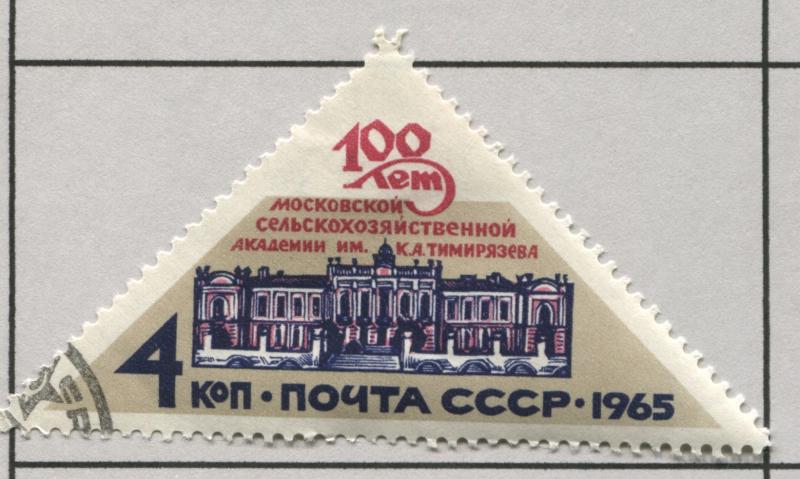 100
лет
МОСКОВСКОЙ
СЕЛЬСКОХОЗЯЙСТВЕННОЙ
АКАДЕМИИ ИМ. К.А.ТИМИРЯЗЕВА
4 КОП • ПОЧТА СССР • 1965